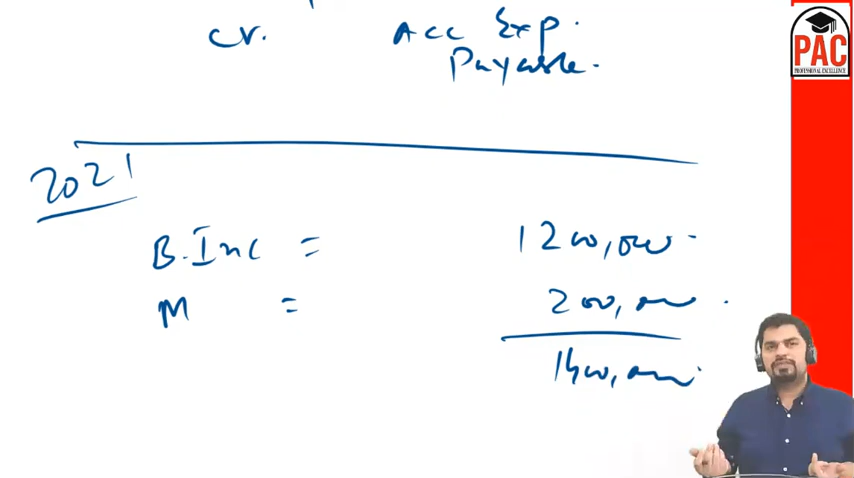 Cr. Acc Exp.
Payable.
2021
B.Inc = 1200,000
M = 200,000
1400,000
PAC
PROFESSIONAL EXCELLENCE